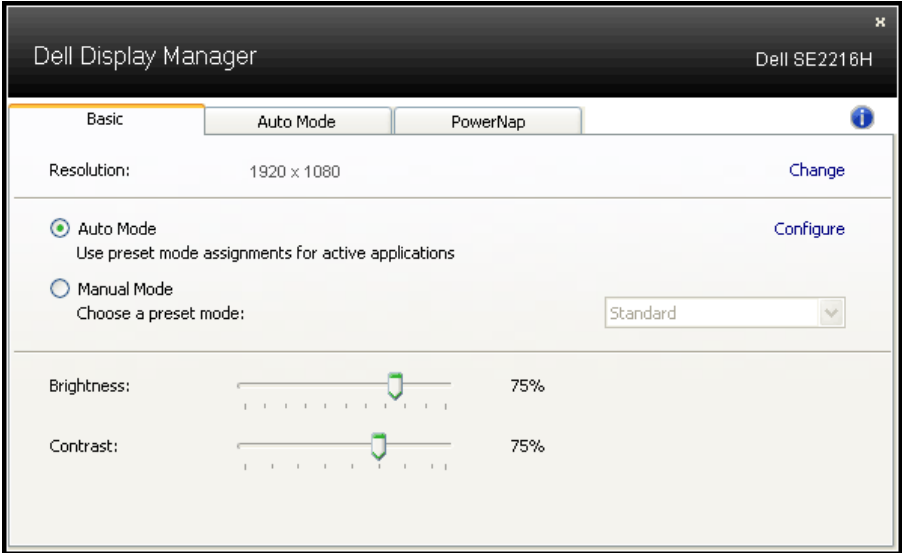 x
Dell Display Manager
Dell SE2216H
Basic
Auto Mode
PowerNap
i
Resolution:
1920 x 1080
Change
Auto Mode
Configure
Use preset mode assignments for active applications
Manual Mode
Choose a preset mode:
Standard
Brightness:
75%
Contrast:
75%